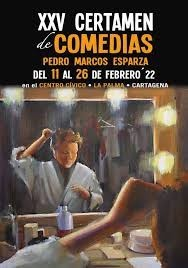 XXV CERTAMEN
de COMEDIAS
PEDRO MARCOS ESPARZA
DEL 11 AL 26 DE FEBRERO '22
en el CENTRO CÍVICO • LA PALMA • CARTAGENA